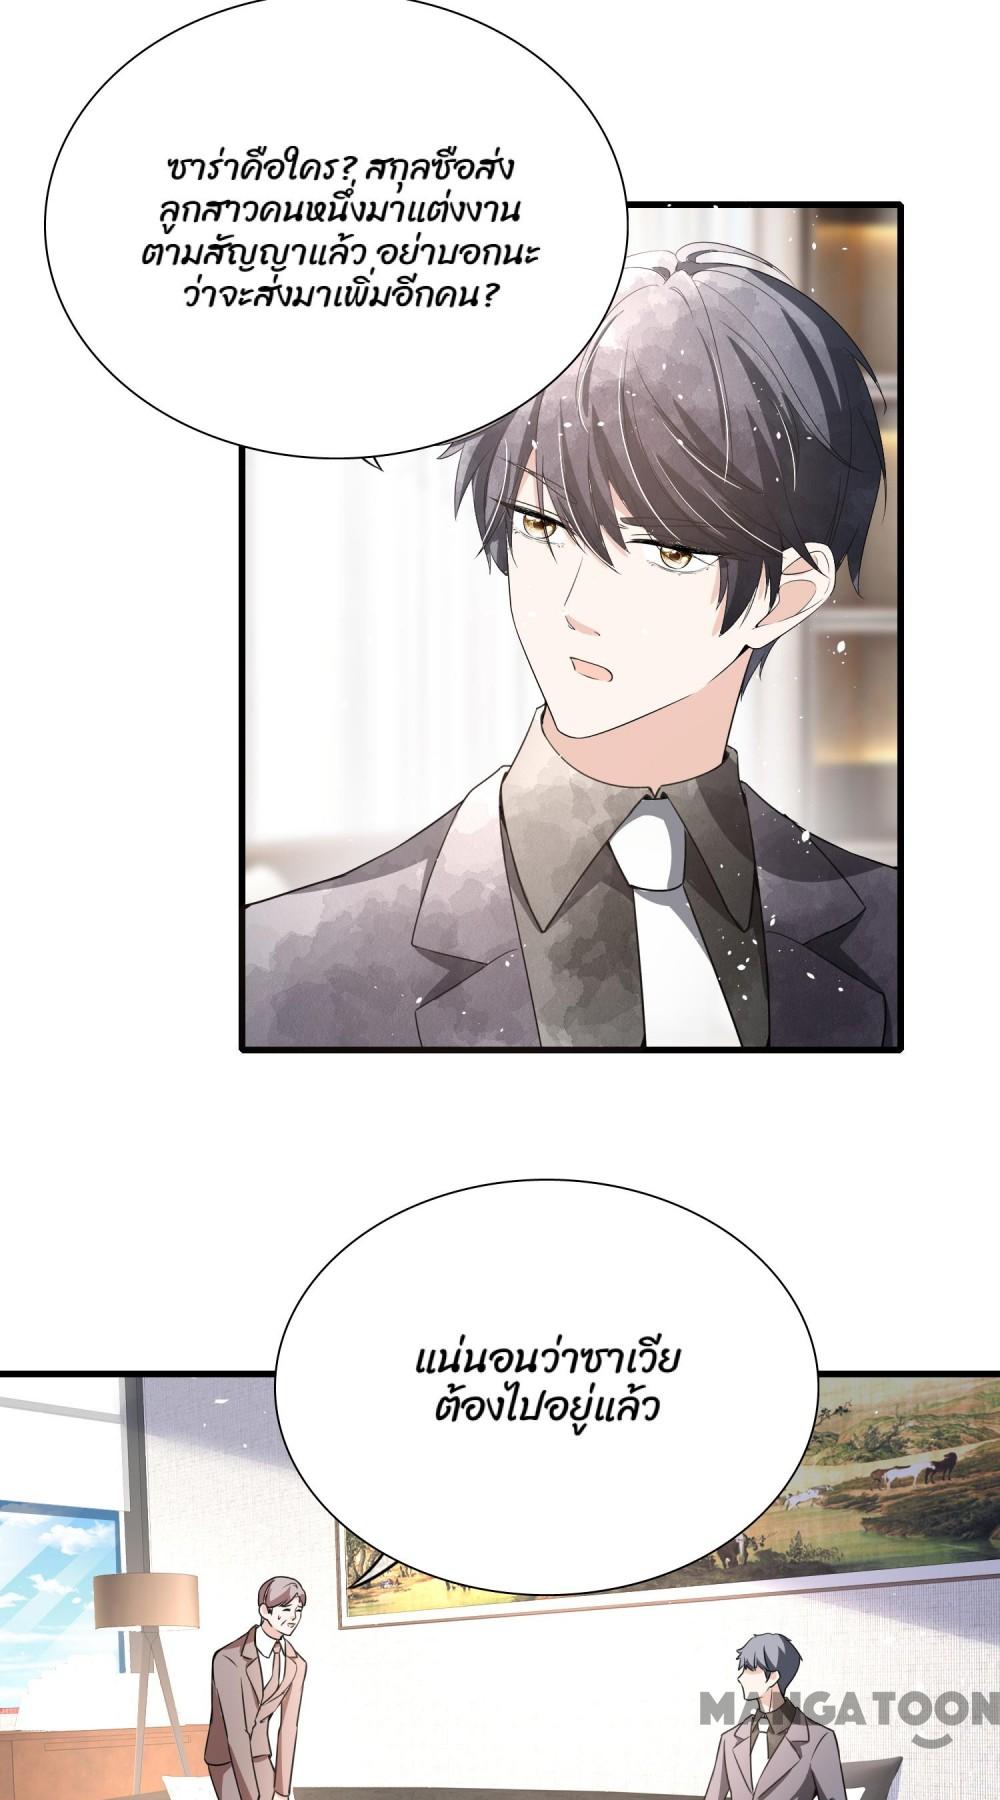 ซาร่าคือใคร? สกุลซือส่ง
ลูกสาวคนหนึ่งมาแต่งงาน
ตามสัญญาแล้ว อย่าบอกนะ
ว่าจะส่งมาเพิ่มอีกคน?
แน่นอนว่าซาเวีย
ต้องไปอยู่แล้ว
MANGA TOON